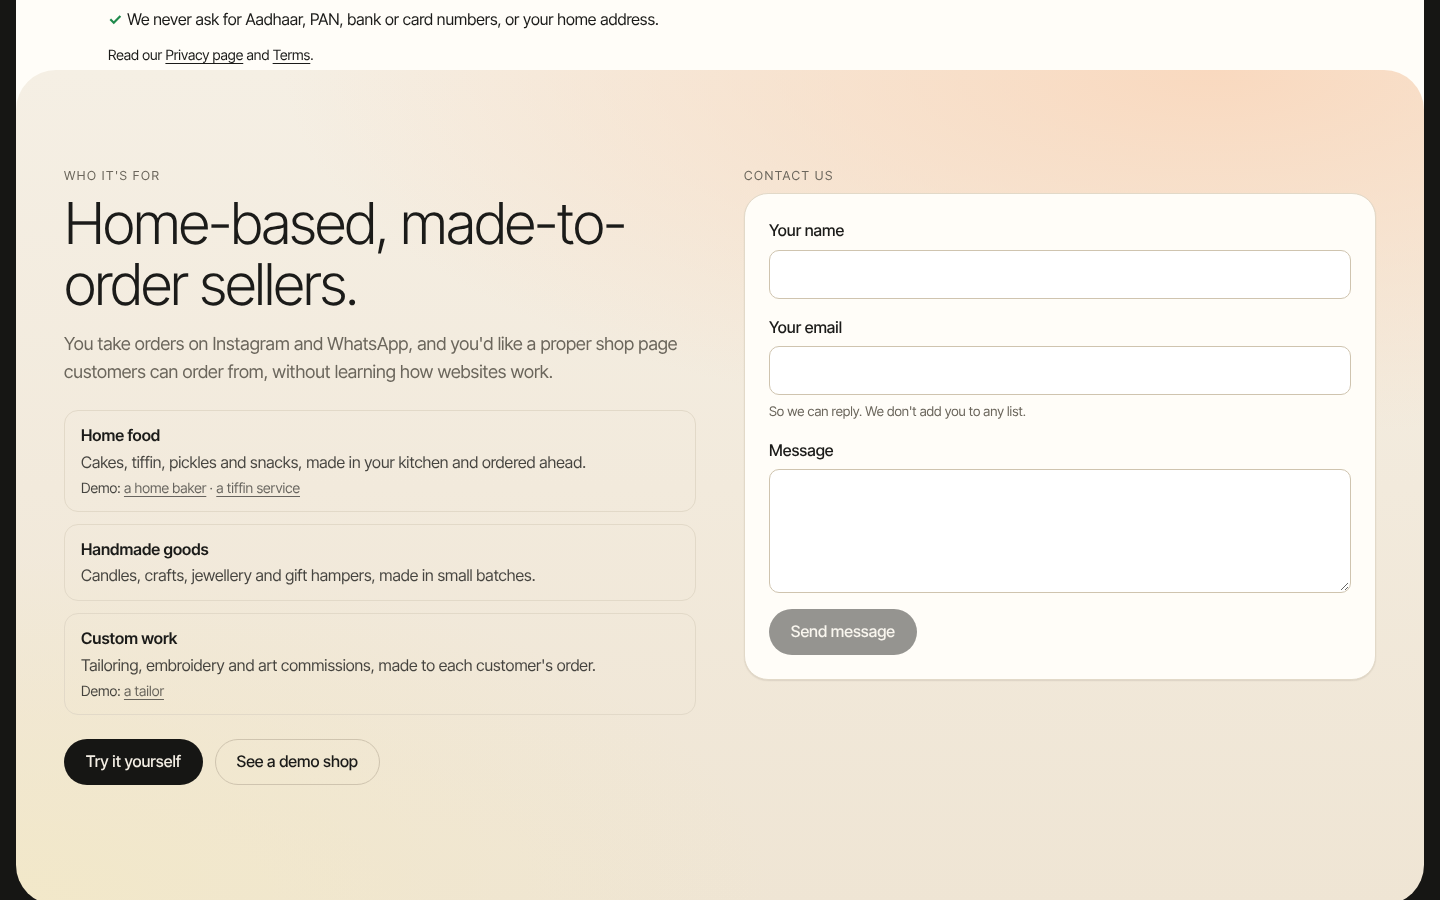 ✓ We never ask for Aadhaar, PAN, bank or card numbers, or your home address.
Read our Privacy page and Terms.
WHO IT'S FOR
Home-based, made-to-
order sellers.
You take orders on Instagram and WhatsApp, and you'd like a proper shop page
customers can order from, without learning how websites work.
Home food
Cakes, tiffin, pickles and snacks, made in your kitchen and ordered ahead.
Demo: a home baker · a tiffin service
Handmade goods
Candles, crafts, jewellery and gift hampers, made in small batches.
Custom work
Tailoring, embroidery and art commissions, made to each customer's order.
Demo: a tailor
Try it yourself
See a demo shop
CONTACT US
Your name
Your email
So we can reply. We don't add you to any list.
Message
Send message